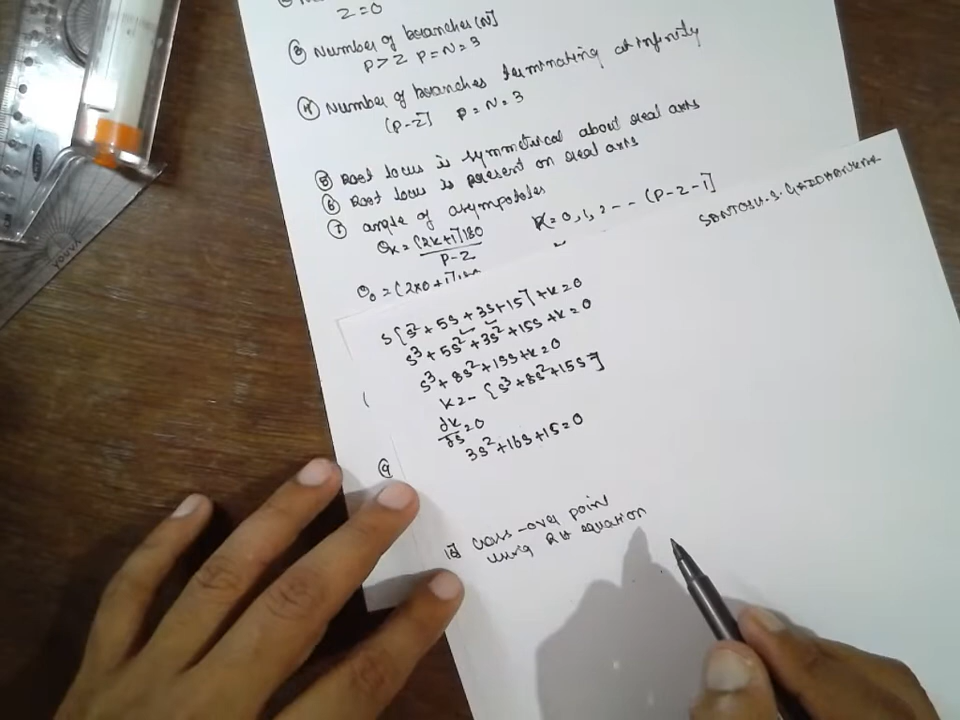 Z=0
③ Number of branches [N]
P>Z P=N=3
④ Number of branches terminating at infinity
[P-Z] P=N=3
⑤ Root locus is symmetrical about real axis
⑥ Root locus is present on real axis
⑦ angle of asymptotes
θk = (2k+1)180 K=0,1,2-- (P-Z-1]
P-Z
θ0 = (2x0+1)180
SANTOSH.S.
s{s²+5s+3s+15}+k=0
s³+5s²+3s²+15s+k=0
s³+8s²+15s+k=0
k=-{s³+8s²+15s}
dk/ds=0
3s²+16s+15=0
⑨
10] cross-over point
using RH equation